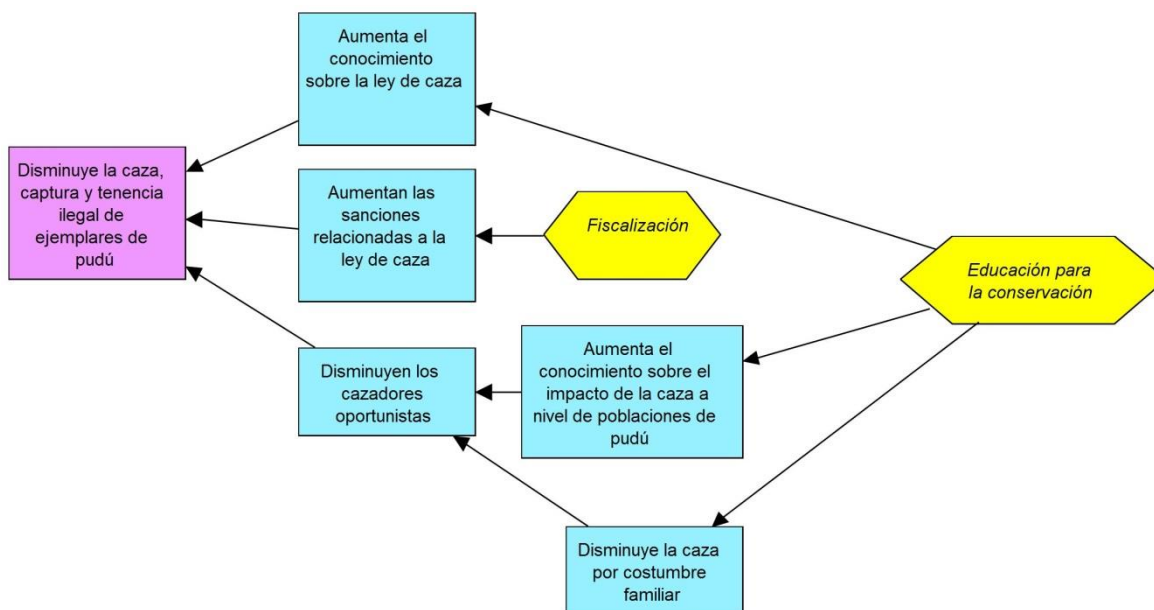 Aumenta el
conocimiento
sobre la ley de caza
Disminuye la caza,
captura y tenencia
ilegal de
ejemplares de
pudú
Aumentan las
sanciones
relacionadas a la
ley de caza
Fiscalización
Educación para
la conservación
Disminuyen los
cazadores
oportunistas
Aumenta el
conocimiento sobre el
impacto de la caza a
nivel de poblaciones de
pudú
Disminuye la caza
por costumbre
familiar